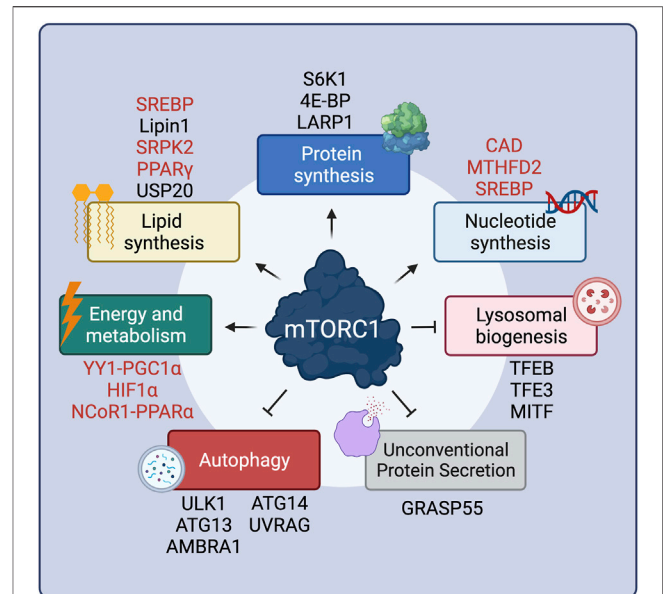 S6K1
4E-BP
LARP1
Protein
synthesis
SREBP
Lipin1
SRPK2
PPARγ
USP20
Lipid
synthesis
CAD
MTHFD2
SREBP
Nucleotide
synthesis
Energy and
metabolism
YY1-PGC1α
HIF1α
NCoR1-PPARα
mTORC1
Lysosomal
biogenesis
TFEB
TFE3
MITF
Autophagy
ULK1 ATG14
ATG13 UVRAG
AMBRA1
Unconventional
Protein Secretion
GRASP55